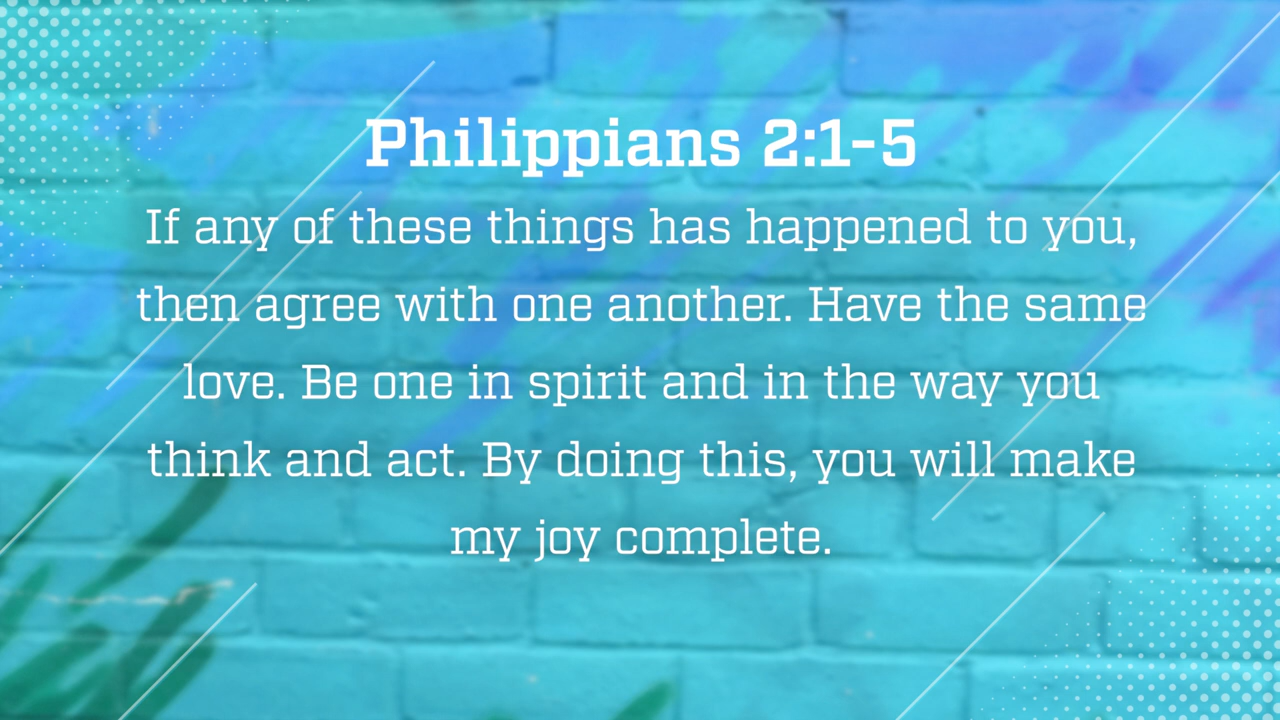 Philippians 2:1-5
If any of these things has happened to you,
then agree with one another. Have the same
love. Be one in spirit and in the way you
think and act. By doing this, you will make
my joy complete.